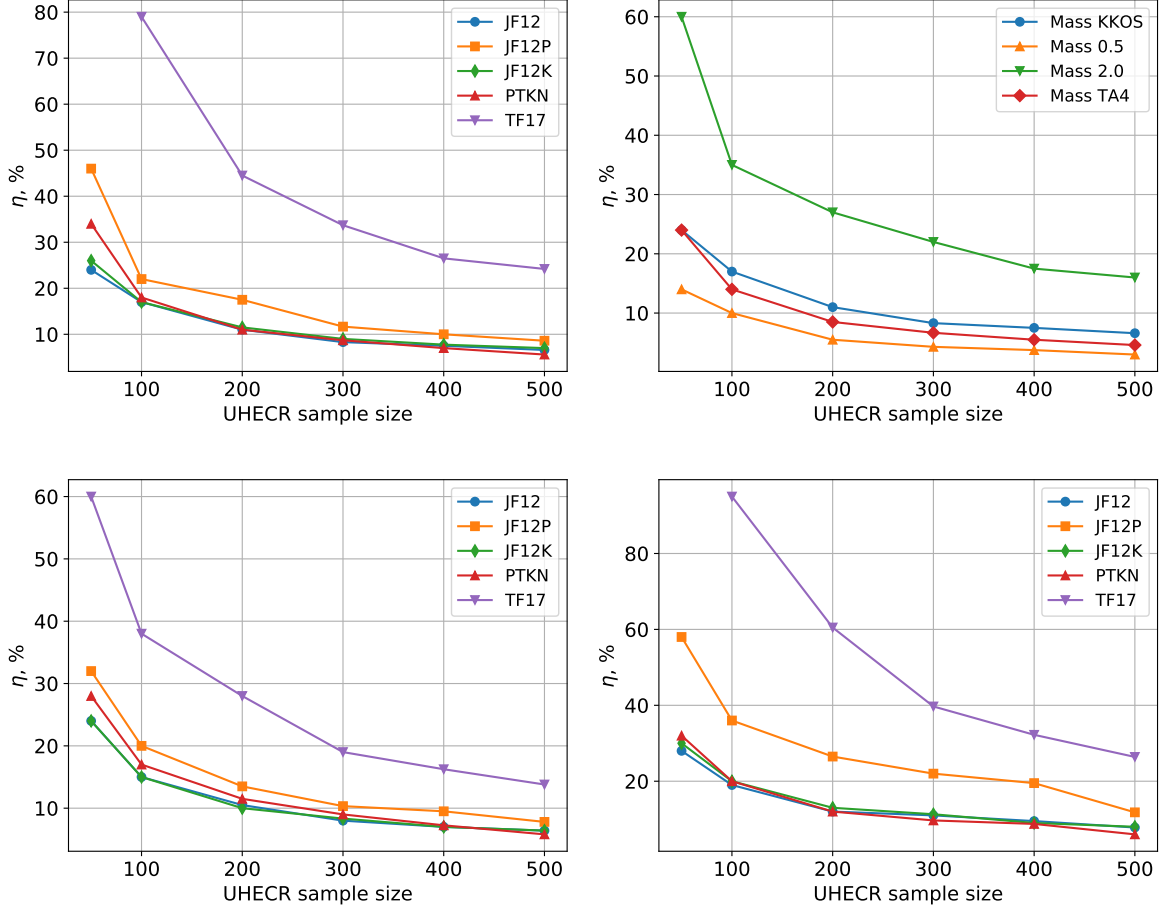 80
70
60
50
40
30
20
10
η, %
JF12
JF12P
JF12K
PTKN
TF17
100 200 300 400 500
UHECR sample size
60
50
40
30
20
10
η, %
Mass KKOS
Mass 0.5
Mass 2.0
Mass TA4
100 200 300 400 500
UHECR sample size
60
50
40
30
20
10
η, %
JF12
JF12P
JF12K
PTKN
TF17
100 200 300 400 500
UHECR sample size
80
60
40
20
η, %
JF12
JF12P
JF12K
PTKN
TF17
100 200 300 400 500
UHECR sample size